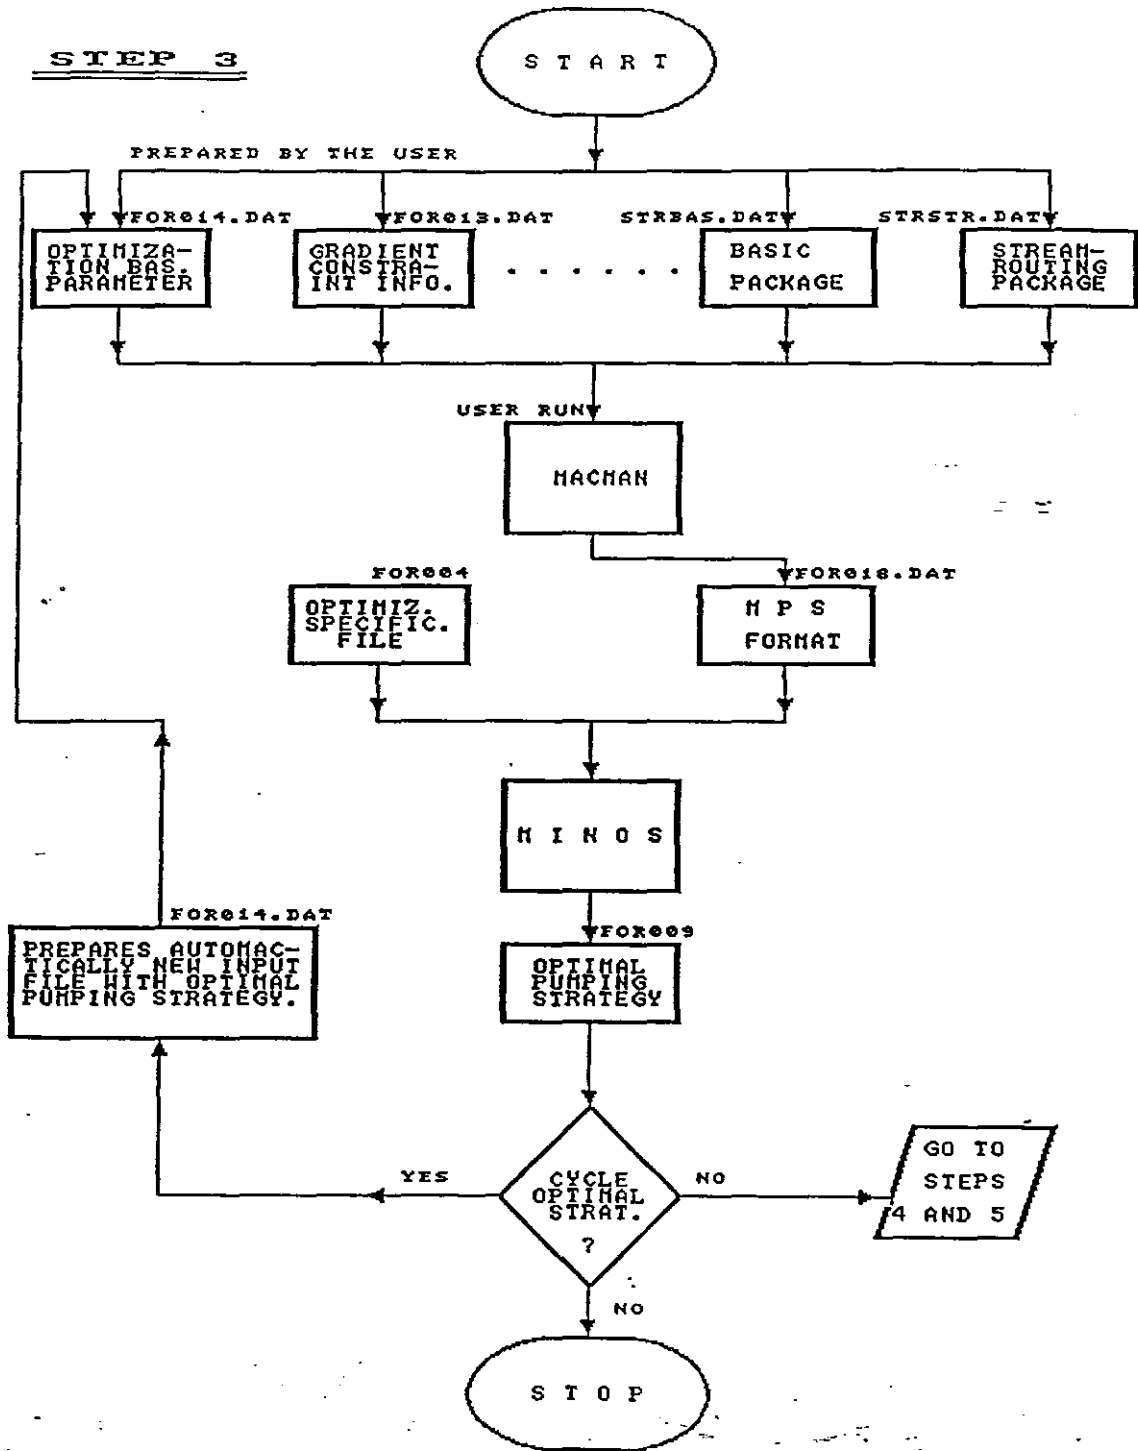 STEP 3
S T A R T
PREPARED BY THE USER
FOR014.DAT
FOR013.DAT
STRBAS.DAT
STRSTR.DAT
OPTIMIZA-
TION BAS.
PARAMETER
GRADIENT
CONSTRA-
INT INFO.
. . . . . . .
BASIC
PACKAGE
STREAM-
ROUTING
PACKAGE
USER RUN
MACMAN
FOR004
FOR018.DAT
OPTIMIZ.
SPECIFIC.
FILE
M P S
FORMAT
M I N O S
FOR014.DAT
FOR009
PREPARES AUTOMAC-
TICALLY NEW INPUT
FILE WITH OPTIMAL
PUMPING STRATEGY.
OPTIMAL
PUMPING
STRATEGY
YES
CYCLE
OPTIMAL
STRAT.
?
NO
GO TO
STEPS
4 AND 5
NO
S T O P